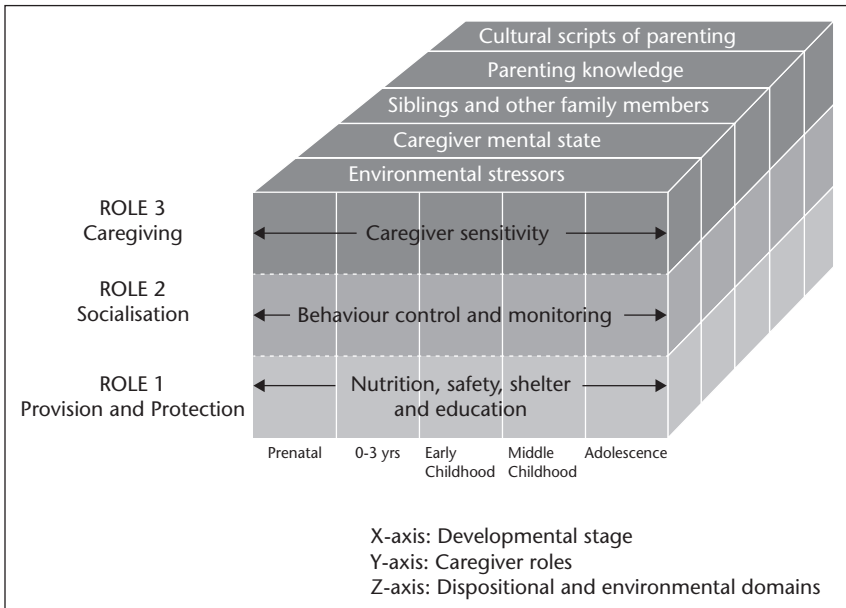 Cultural scripts of parenting
Parenting knowledge
Siblings and other family members
Caregiver mental state
Environmental stressors
ROLE 3
Caregiving
Caregiver sensitivity
ROLE 2
Socialisation
Behaviour control and monitoring
ROLE 1
Provision and Protection
Nutrition, safety, shelter
and education
Prenatal
0-3 yrs
Early
Childhood
Middle
Childhood
Adolescence
X-axis: Developmental stage
Y-axis: Caregiver roles
Z-axis: Dispositional and environmental domains